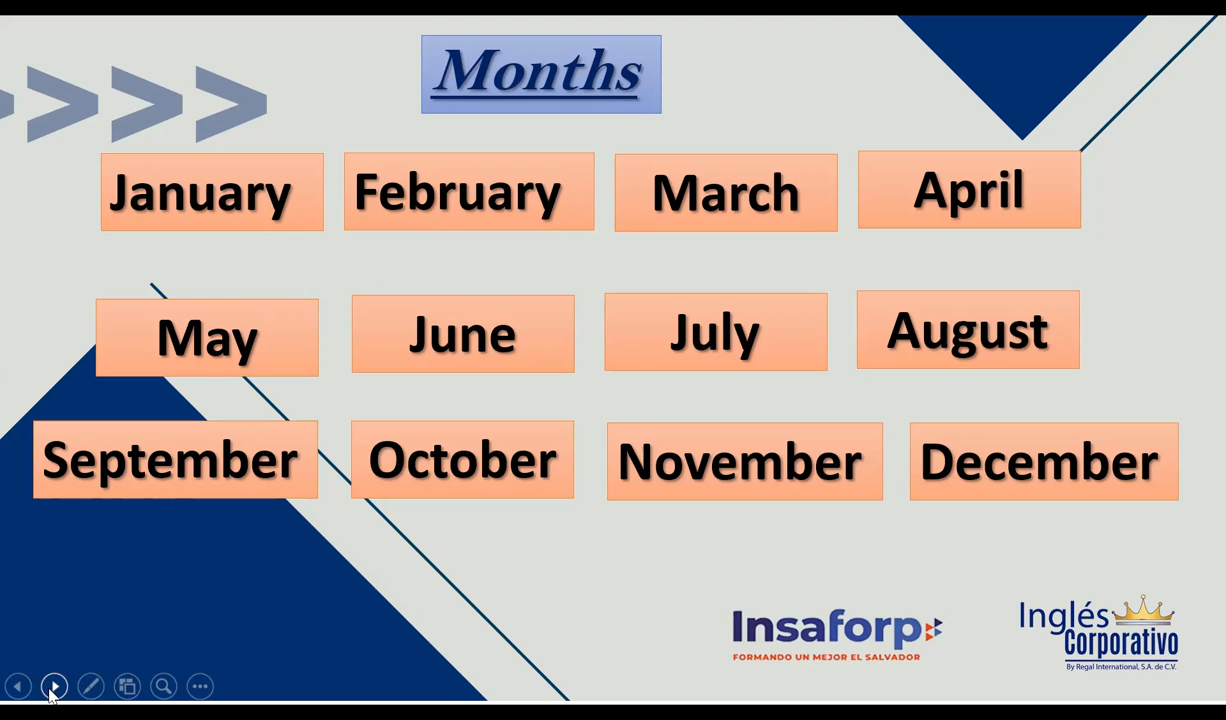 Months
January February March April
May June July August
September October November December
Insaforp
FORMANDO UN MEJOR EL SALVADOR
Inglés
Corporativo
By Regal International, S.A. de C.V.